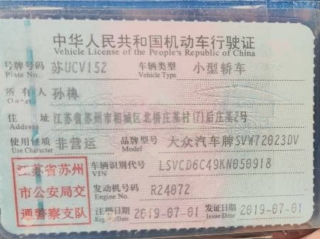 中华人民共和国机动车行驶证
Vehicle License of the People's Republic of China
号牌号码 苏UCV152 车辆类型 小型轿车
Plate No. Vehicle Type
所有人 孙
住址 江苏省苏州市相城区北桥庄基村(7)后庄基2号
使用性质 非营运 品牌型号 大众汽车牌SVW72023DV
Use Character Model
江苏省苏州市公安局交通警察支队
车辆识别代号 LSVCD6C49KN050918
VIN
发动机号码 R24072
Engine No.
注册日期 2019-07-01 发证日期 2019-07-01
Register Date Issue Date